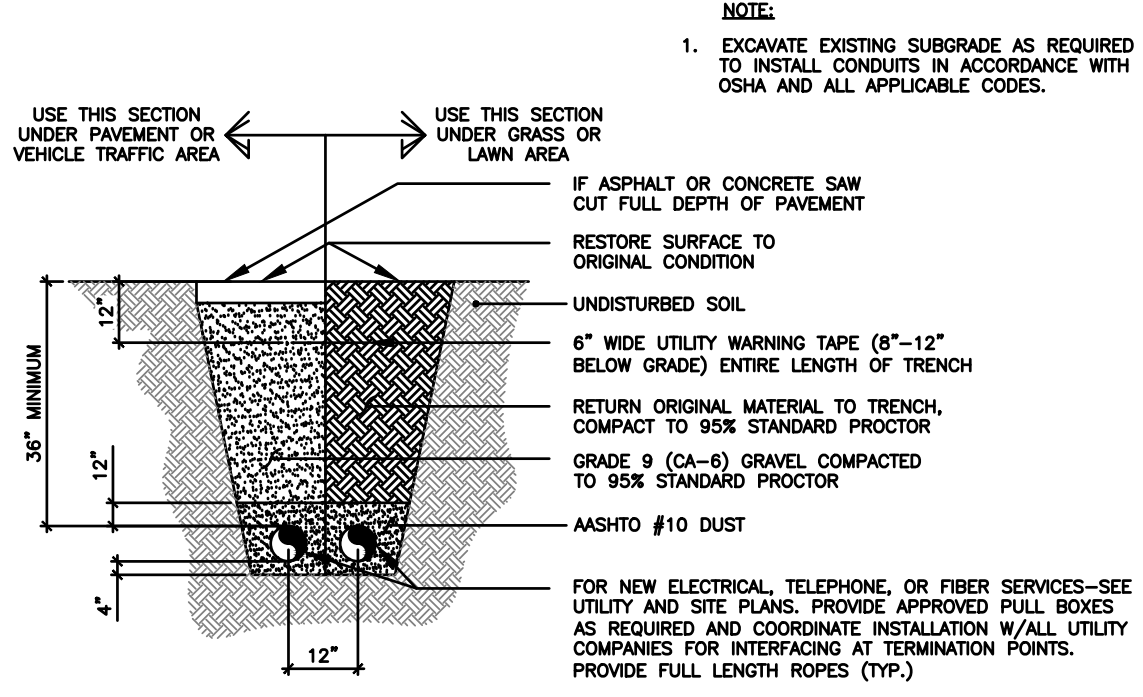 NOTE:
1. EXCAVATE EXISTING SUBGRADE AS REQUIRED
TO INSTALL CONDUITS IN ACCORDANCE WITH
OSHA AND ALL APPLICABLE CODES.
USE THIS SECTION
UNDER PAVEMENT OR
VEHICLE TRAFFIC AREA
USE THIS SECTION
UNDER GRASS OR
LAWN AREA
IF ASPHALT OR CONCRETE SAW
CUT FULL DEPTH OF PAVEMENT
RESTORE SURFACE TO
ORIGINAL CONDITION
UNDISTURBED SOIL
6" WIDE UTILITY WARNING TAPE (8"-12"
BELOW GRADE) ENTIRE LENGTH OF TRENCH
RETURN ORIGINAL MATERIAL TO TRENCH,
COMPACT TO 95% STANDARD PROCTOR
GRADE 9 (CA-6) GRAVEL COMPACTED
TO 95% STANDARD PROCTOR
AASHTO #10 DUST
FOR NEW ELECTRICAL, TELEPHONE, OR FIBER SERVICES-SEE
UTILITY AND SITE PLANS. PROVIDE APPROVED PULL BOXES
AS REQUIRED AND COORDINATE INSTALLATION W/ALL UTILITY
COMPANIES FOR INTERFACING AT TERMINATION POINTS.
PROVIDE FULL LENGTH ROPES (TYP.)
12"
36" MINIMUM
12"
4"
12"